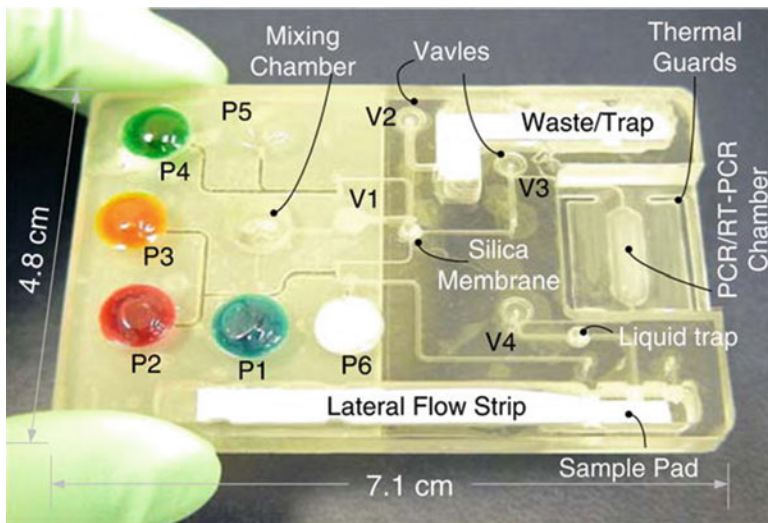 Mixing
Chamber
Vavles
Thermal
Guards
P5
V2
Waste/Trap
P4
V3
V1
P3
Silica
Membrane
PCR/RT-PCR
Chamber
4.8 cm
V4
Liquid trap
P2
P1
P6
Lateral Flow Strip
Sample Pad
7.1 cm